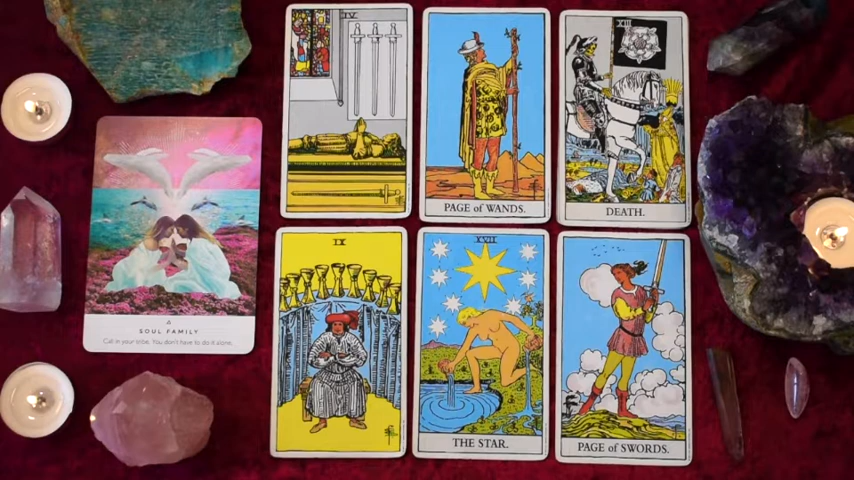 IV
PAGE of WANDS.
XIII
DEATH.
SOUL FAMILY
Call in your tribe. You don't have to do it alone.
IX
XVII
THE STAR.
PAGE of SWORDS.